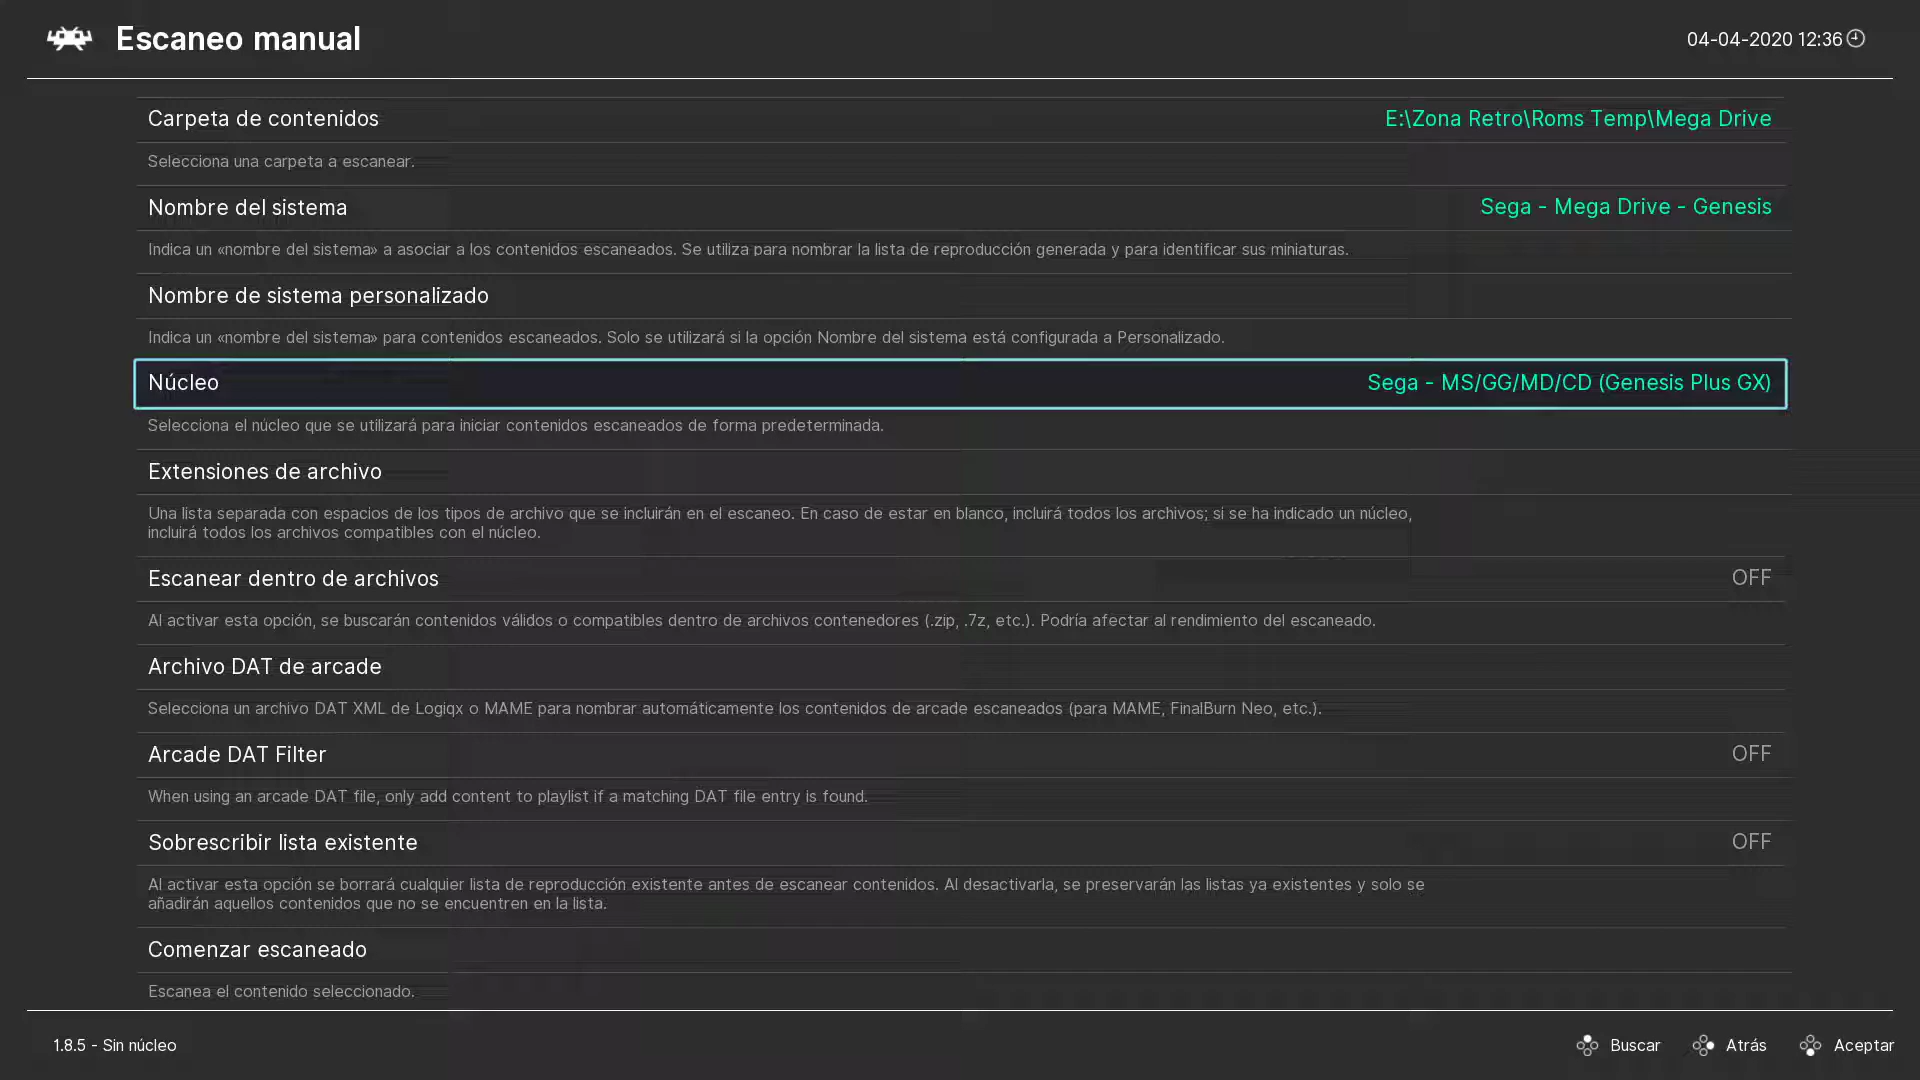 Escaneo manual
04-04-2020 12:36
Carpeta de contenidos
E:\Zona Retro\Roms Temp\Mega Drive
Selecciona una carpeta a escanear.
Nombre del sistema
Sega - Mega Drive - Genesis
Indica un «nombre del sistema» a asociar a los contenidos escaneados. Se utiliza para nombrar la lista de reproducción generada y para identificar sus miniaturas.
Nombre de sistema personalizado
Indica un «nombre del sistema» para contenidos escaneados. Solo se utilizará si la opción Nombre del sistema está configurada a Personalizado.
Núcleo
Sega - MS/GG/MD/CD (Genesis Plus GX)
Selecciona el núcleo que se utilizará para iniciar contenidos escaneados de forma predeterminada.
Extensiones de archivo
Una lista separada con espacios de los tipos de archivo que se incluirán en el escaneo. En caso de estar en blanco, incluirá todos los archivos; si se ha indicado un núcleo,
incluirá todos los archivos compatibles con el núcleo.
Escanear dentro de archivos
OFF
Al activar esta opción, se buscarán contenidos válidos o compatibles dentro de archivos contenedores (.zip, .7z, etc.). Podría afectar al rendimiento del escaneado.
Archivo DAT de arcade
Selecciona un archivo DAT XML de Logiqx o MAME para nombrar automáticamente los contenidos de arcade escaneados (para MAME, FinalBurn Neo, etc.).
Arcade DAT Filter
OFF
When using an arcade DAT file, only add content to playlist if a matching DAT file entry is found.
Sobrescribir lista existente
OFF
Al activar esta opción se borrará cualquier lista de reproducción existente antes de escanear contenidos. Al desactivarla, se preservarán las listas ya existentes y solo se
añadirán aquellos contenidos que no se encuentren en la lista.
Comenzar escaneado
Escanea el contenido seleccionado.
1.8.5 - Sin núcleo
Buscar
Atrás
Aceptar